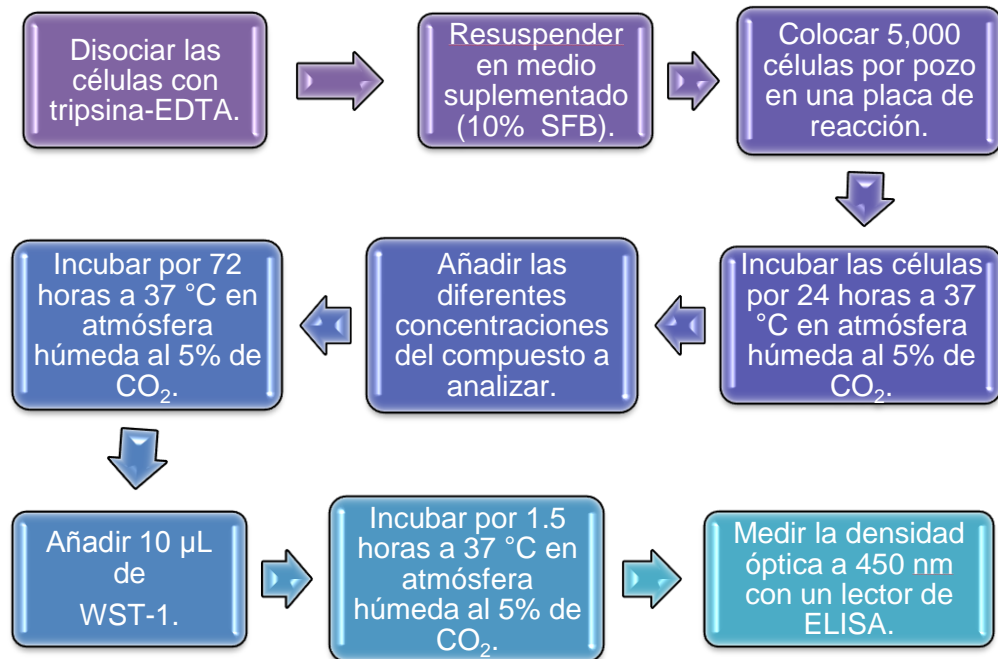 Disociar las
células con
tripsina-EDTA.
Resuspender
en medio
suplementado
(10% SFB).
Colocar 5,000
células por pozo
en una placa de
reacción.
Incubar las células
por 24 horas a 37
°C en atmósfera
húmeda al 5% de
CO₂.
Añadir las
diferentes
concentraciones
del compuesto a
analizar.
Incubar por 72
horas a 37 °C en
atmósfera
húmeda al 5% de
CO₂.
Añadir 10 µL
de
WST-1.
Incubar por 1.5
horas a 37 °C en
atmósfera
húmeda al 5% de
CO₂.
Medir la densidad
óptica a 450 nm
con un lector de
ELISA.